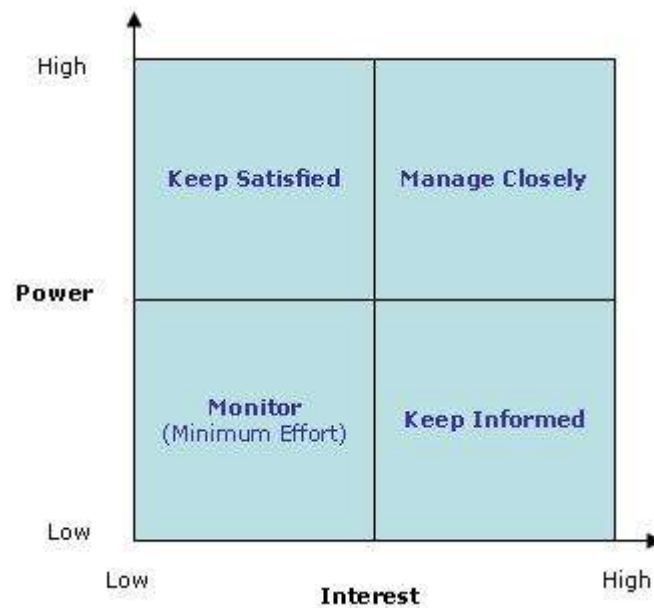 High
Keep Satisfied
Manage Closely
Power
Monitor
(Minimum Effort)
Keep Informed
Low
Low
High
Interest